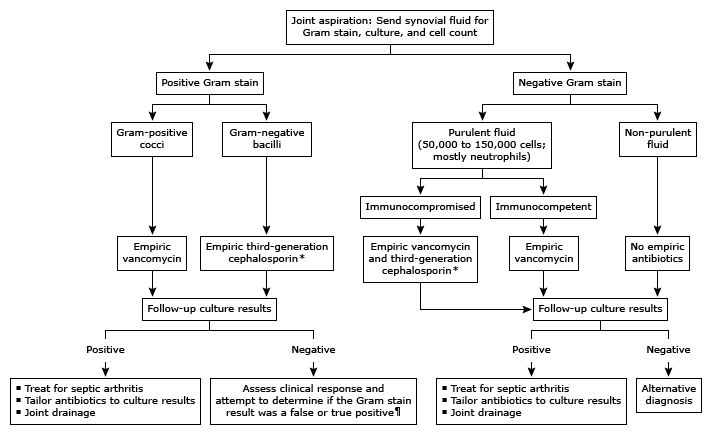 Joint aspiration: Send synovial fluid for
Gram stain, culture, and cell count
Positive Gram stain
Negative Gram stain
Gram-positive
cocci
Gram-negative
bacilli
Purulent fluid
(50,000 to 150,000 cells;
mostly neutrophils)
Non-purulent
fluid
Immunocompromised
Immunocompetent
Empiric
vancomycin
Empiric third-generation
cephalosporin*
Empiric vancomycin
and third-generation
cephalosporin*
Empiric
vancomycin
No empiric
antibiotics
Follow-up culture results
Follow-up culture results
Positive
Negative
Positive
Negative
▪ Treat for septic arthritis
▪ Tailor antibiotics to culture results
▪ Joint drainage
Assess clinical response and
attempt to determine if the Gram stain
result was a false or true positive¶
▪ Treat for septic arthritis
▪ Tailor antibiotics to culture results
▪ Joint drainage
Alternative
diagnosis